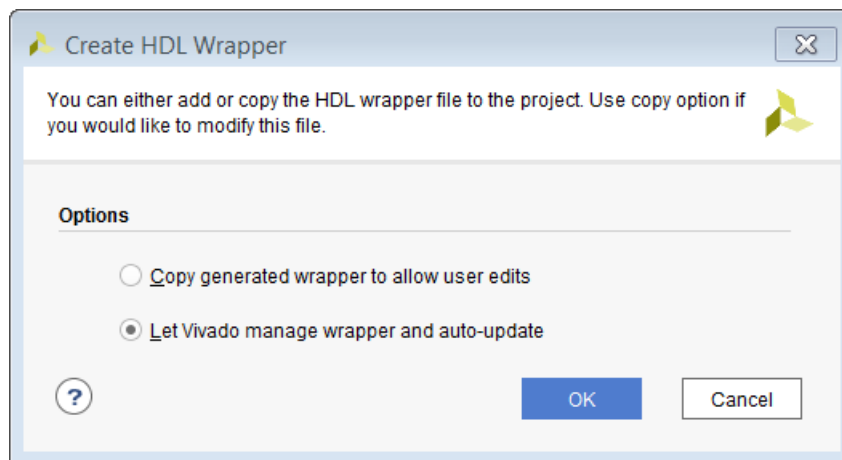 Create HDL Wrapper
You can either add or copy the HDL wrapper file to the project. Use copy option if
you would like to modify this file.
Options
Copy generated wrapper to allow user edits
Let Vivado manage wrapper and auto-update
?
OK
Cancel